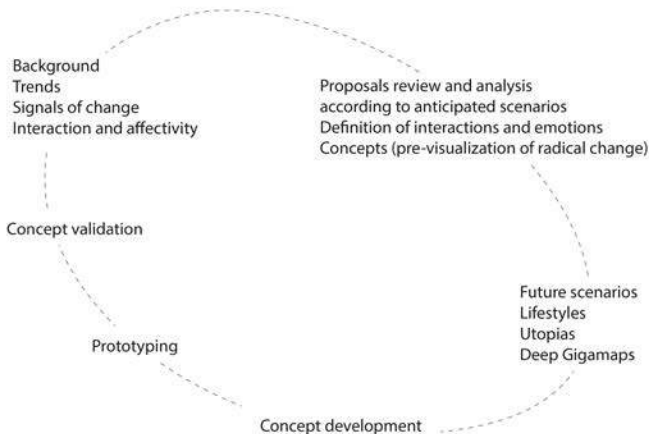 Background
Trends
Signals of change
Interaction and affectivity
Proposals review and analysis
according to anticipated scenarios
Definition of interactions and emotions
Concepts (pre-visualization of radical change)
Future scenarios
Lifestyles
Utopias
Deep Gigamaps
Concept development
Prototyping
Concept validation